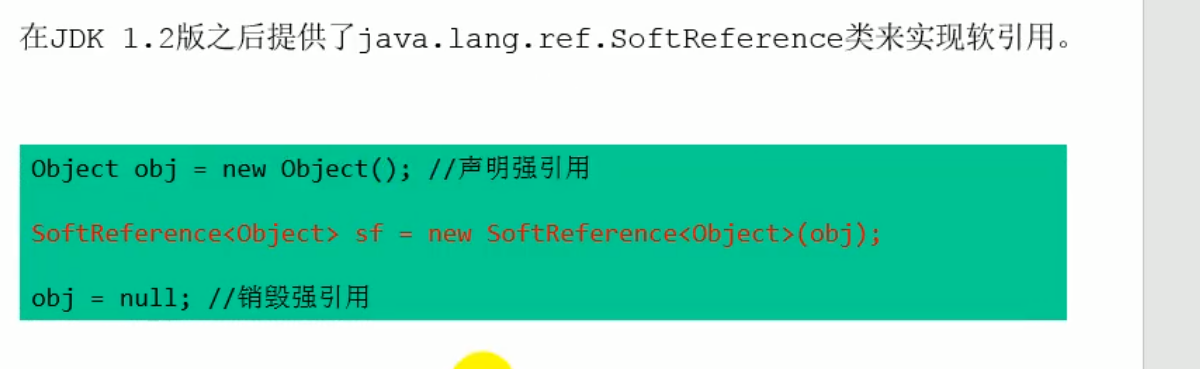 在JDK 1.2版之后提供了java.lang.ref.SoftReference类来实现软引用。
Object obj = new Object(); //声明强引用
SoftReference<Object> sf = new SoftReference<Object>(obj);
obj = null; //销毁强引用